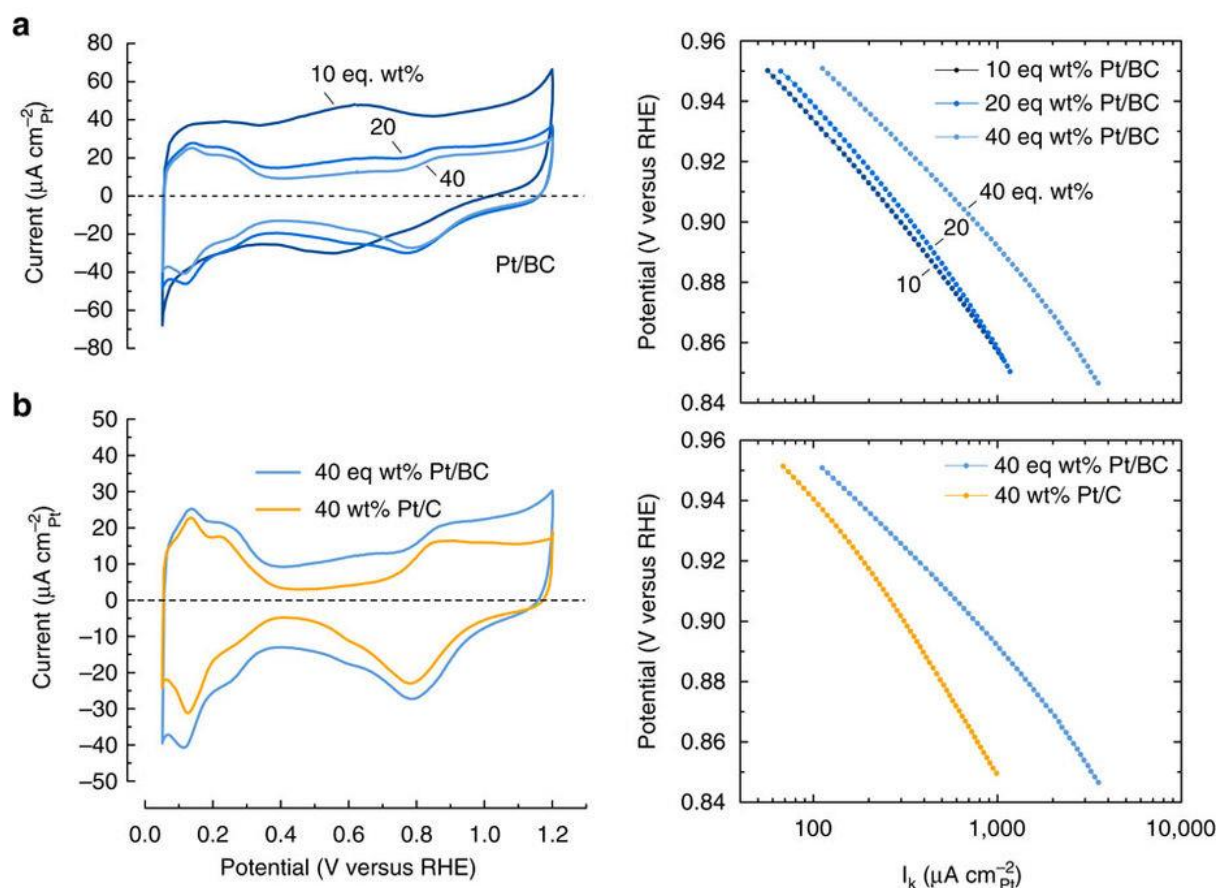 a
80
60
40
20
0
−20
−40
−60
−80
Current (μA cm−2Pt)
10 eq. wt%
20
40
Pt/BC
0.96
0.94
0.92
0.90
0.88
0.86
0.84
Potential (V versus RHE)
10 eq wt% Pt/BC
20 eq wt% Pt/BC
40 eq wt% Pt/BC
40 eq. wt%
20
10
b
50
40
30
20
10
0
−10
−20
−30
−40
−50
Current (μA cm−2Pt)
40 eq wt% Pt/BC
40 wt% Pt/C
0.0 0.2 0.4 0.6 0.8 1.0 1.2
Potential (V versus RHE)
0.96
0.94
0.92
0.90
0.88
0.86
0.84
Potential (V versus RHE)
40 eq wt% Pt/BC
40 wt% Pt/C
100 1,000 10,000
Ik (μA cm−2Pt)